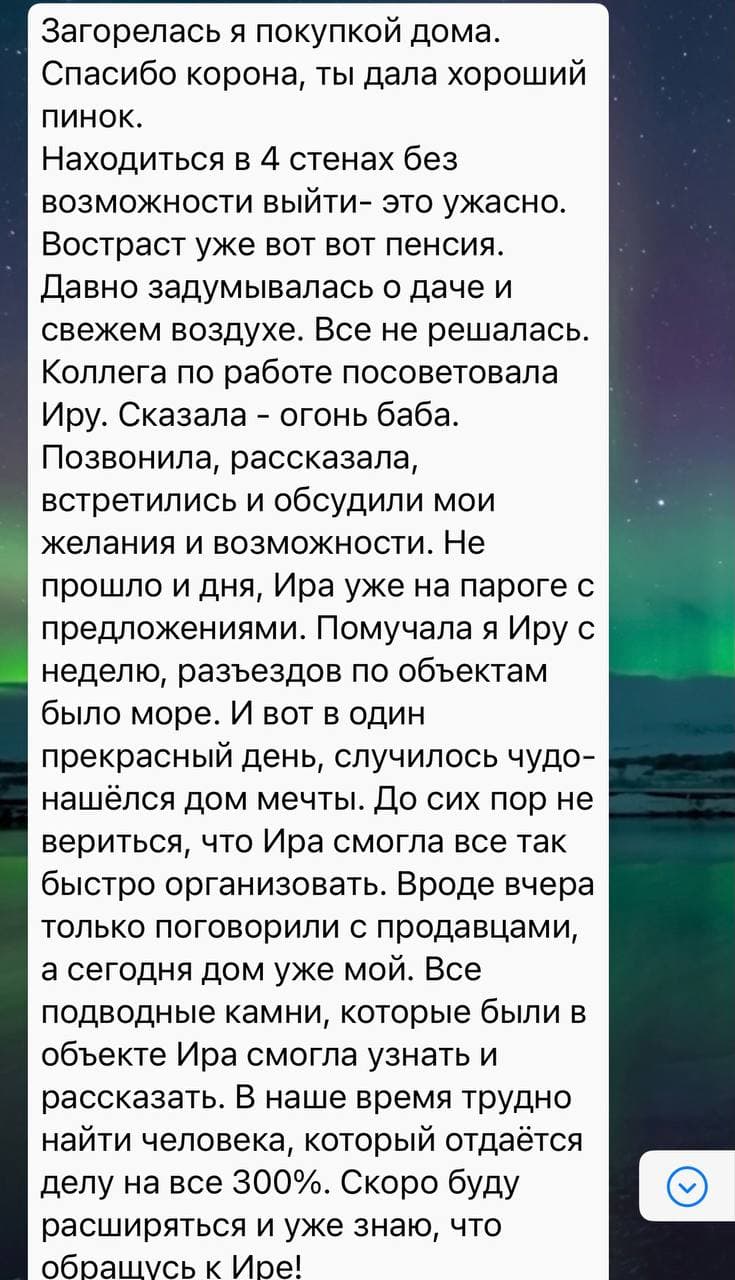 Загорелась я покупкой дома.
Спасибо корона, ты дала хороший
пинок.
Находиться в 4 стенах без
возможности выйти- это ужасно.
Востраст уже вот вот пенсия.
Давно задумывалась о даче и
свежем воздухе. Все не решалась.
Коллега по работе посоветовала
Иру. Сказала - огонь баба.
Позвонила, рассказала,
встретились и обсудили мои
желания и возможности. Не
прошло и дня, Ира уже на пароге с
предложениями. Помучала я Иру с
неделю, разъездов по объектам
было море. И вот в один
прекрасный день, случилось чудо-
нашёлся дом мечты. До сих пор не
вериться, что Ира смогла все так
быстро организовать. Вроде вчера
только поговорили с продавцами,
а сегодня дом уже мой. Все
подводные камни, которые были в
объекте Ира смогла узнать и
рассказать. В наше время трудно
найти человека, который отдаётся
делу на все 300%. Скоро буду
расширяться и уже знаю, что
обращусь к Ире!